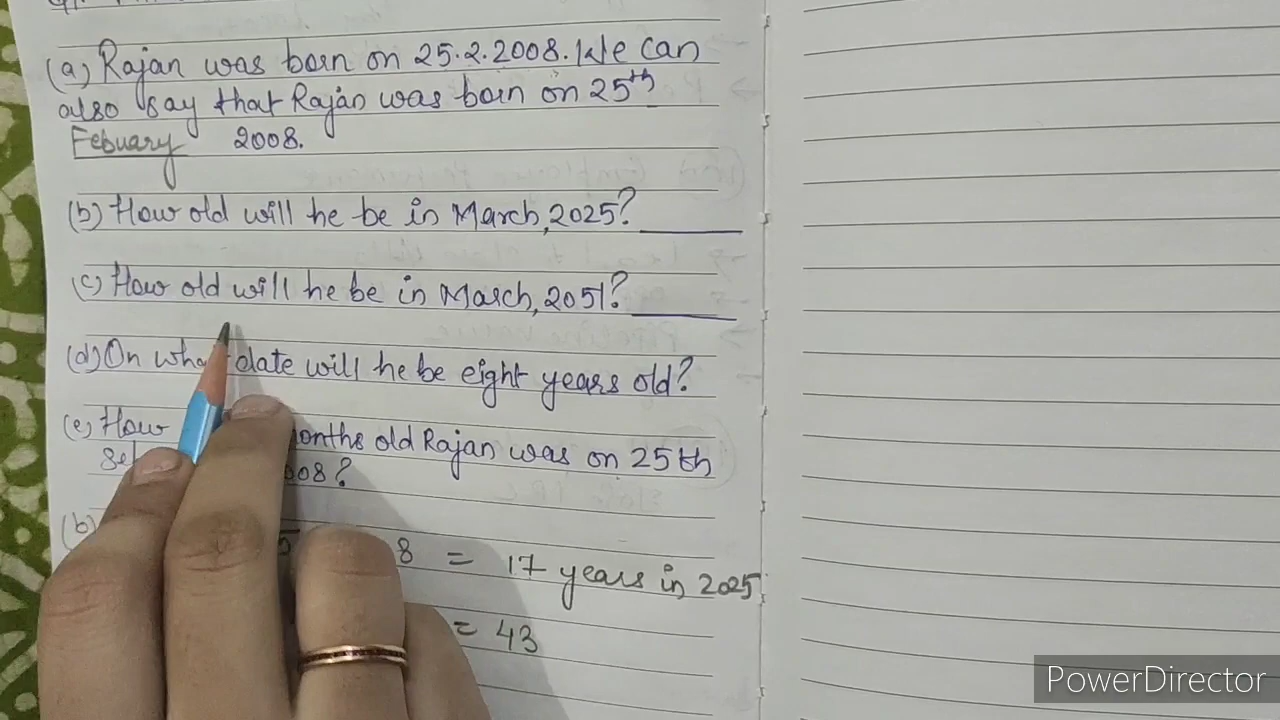 (a) Rajan was born on 25.2.2008. We can
also say that Rajan was born on 25th
Febuary 2008.
(b) How old will he be in March, 2025?
(c) How old will he be in March, 2051?
(d) On what date will he be eight years old?
(e) How onths old Rajan was on 25th
008?
(b) 8 = 17 years in 2025
= 43
PowerDirector